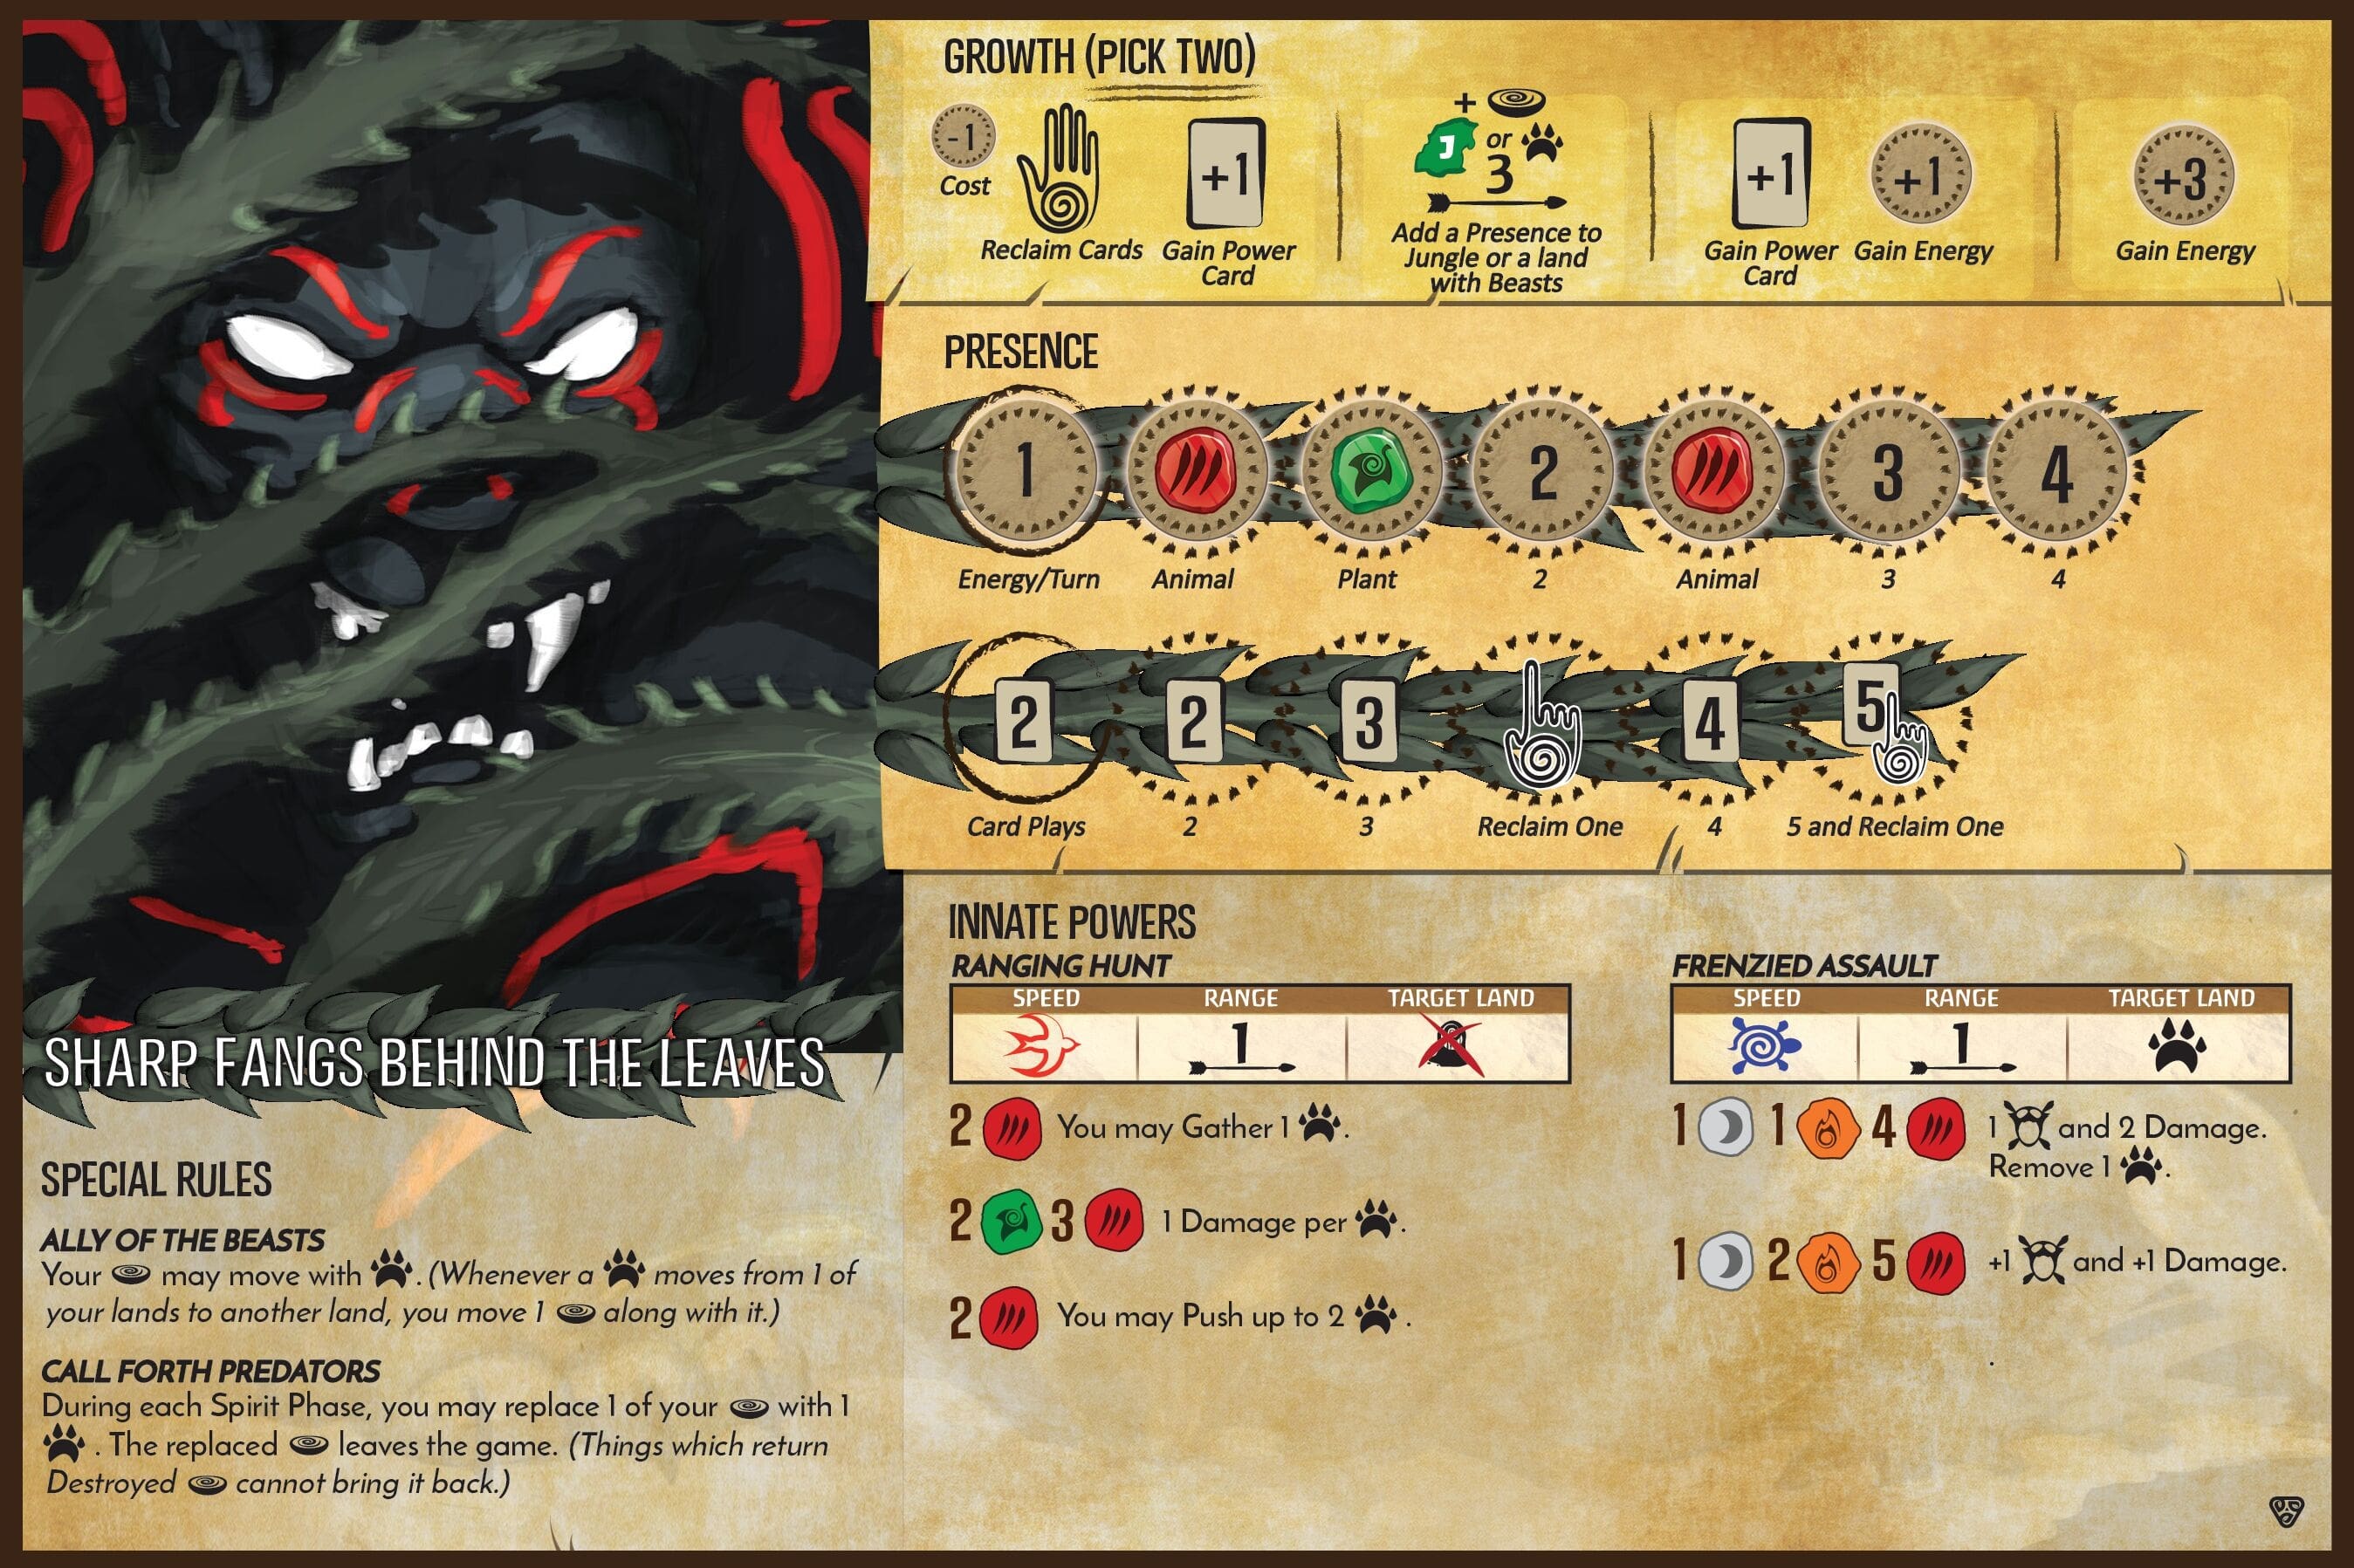 GROWTH (PICK TWO)
-1
Cost
Reclaim Cards
+1
Gain Power
Card
+
J or
3
Add a Presence to
Jungle or a land
with Beasts
+1
Gain Power
Card
+1
Gain Energy
+3
Gain Energy
PRESENCE
1 2 3 4
Energy/Turn Animal Plant 2 Animal 3 4
2 2 3 4 5
Card Plays 2 3 Reclaim One 4 5 and Reclaim One
SHARP FANGS BEHIND THE LEAVES
SPECIAL RULES
ALLY OF THE BEASTS
Your may move with . (Whenever a moves from 1 of
your lands to another land, you move 1 along with it.)
CALL FORTH PREDATORS
During each Spirit Phase, you may replace 1 of your with 1
. The replaced leaves the game. (Things which return
Destroyed cannot bring it back.)
INNATE POWERS
RANGING HUNT
SPEED RANGE TARGET LAND
1
2 You may Gather 1 .
2 3 1 Damage per .
2 You may Push up to 2 .
FRENZIED ASSAULT
SPEED RANGE TARGET LAND
1
1 1 4 1 and 2 Damage.
Remove 1 .
1 2 5 +1 and +1 Damage.
.